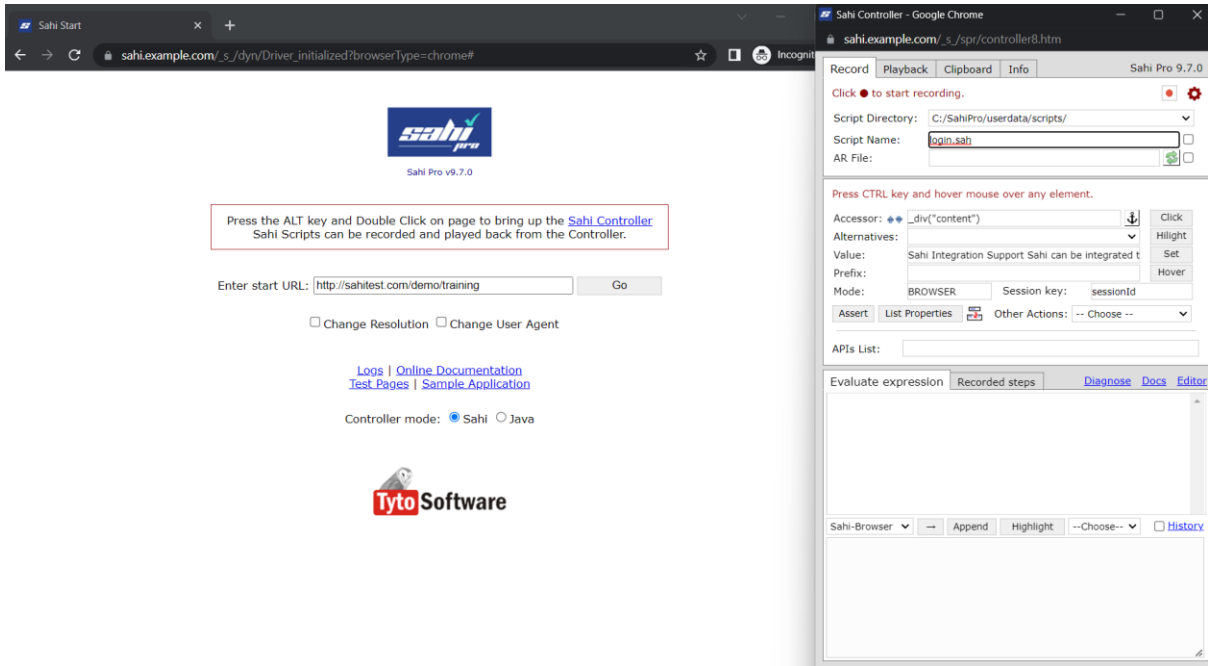 Sahi Start
sahi.example.com/_s_/dyn/Driver_initialized?browserType=chrome#
sahi
pro
Sahi Pro v9.7.0
Press the ALT key and Double Click on page to bring up the Sahi Controller
Sahi Scripts can be recorded and played back from the Controller.
Enter start URL: http://sahitest.com/demo/training Go
Change Resolution Change User Agent
Logs | Online Documentation
Test Pages | Sample Application
Controller mode: Sahi Java
Tyto Software
Sahi Controller - Google Chrome
sahi.example.com/_s_/spr/controller8.htm
Record Playback Clipboard Info Sahi Pro 9.7.0
Click ● to start recording.
Script Directory: C:/SahiPro/userdata/scripts/
Script Name: login.sah
AR File:
Press CTRL key and hover mouse over any element.
Accessor: _div("content") Click
Alternatives: Hilight
Value: Sahi Integration Support Sahi can be integrated t Set
Prefix: Hover
Mode: BROWSER Session key: sessionId
Assert List Properties Other Actions: -- Choose --
APIs List:
Evaluate expression Recorded steps Diagnose Docs Editor
Sahi-Browser → Append Highlight --Choose-- History